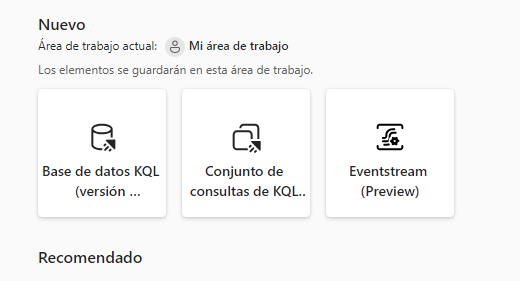 Nuevo
Área de trabajo actual: Mi área de trabajo
Los elementos se guardarán en esta área de trabajo.
Base de datos KQL
(versión ...
Conjunto de
consultas de KQL..
Eventstream
(Preview)
Recomendado